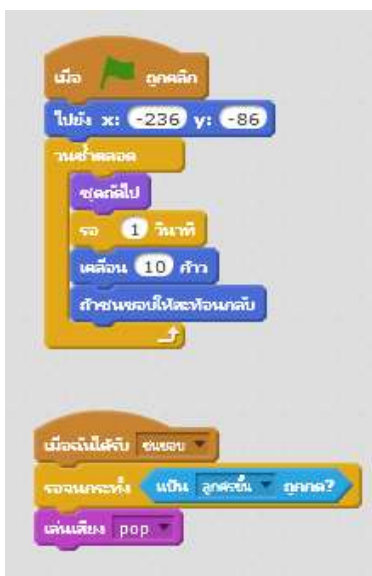 เมื่อ ถูกคลิก
ไปยัง x: -236 y: -86
วนซ้ำตลอด
ชุดถัดไป
รอ 1 วินาที
เคลื่อน 10 ก้าว
ถ้าชนขอบให้สะท้อนกลับ
เมื่อฉันได้รับ ชนขอบ
รอจนกระทั่ง แป้น ลูกศรขึ้น ถูกกด?
เล่นเสียง pop